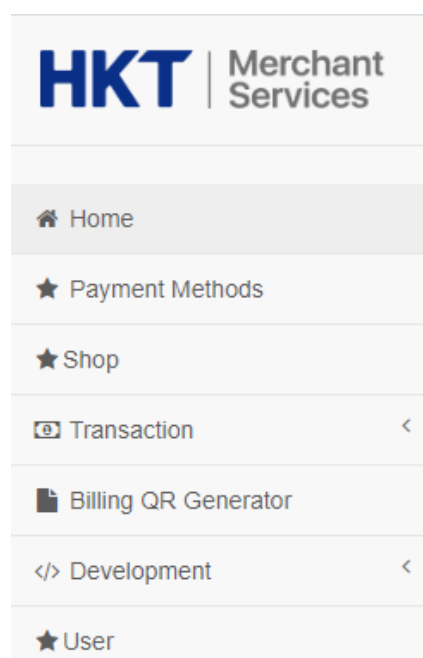 HKT | Merchant
Services
Home
Payment Methods
Shop
Transaction
Billing QR Generator
</> Development
User